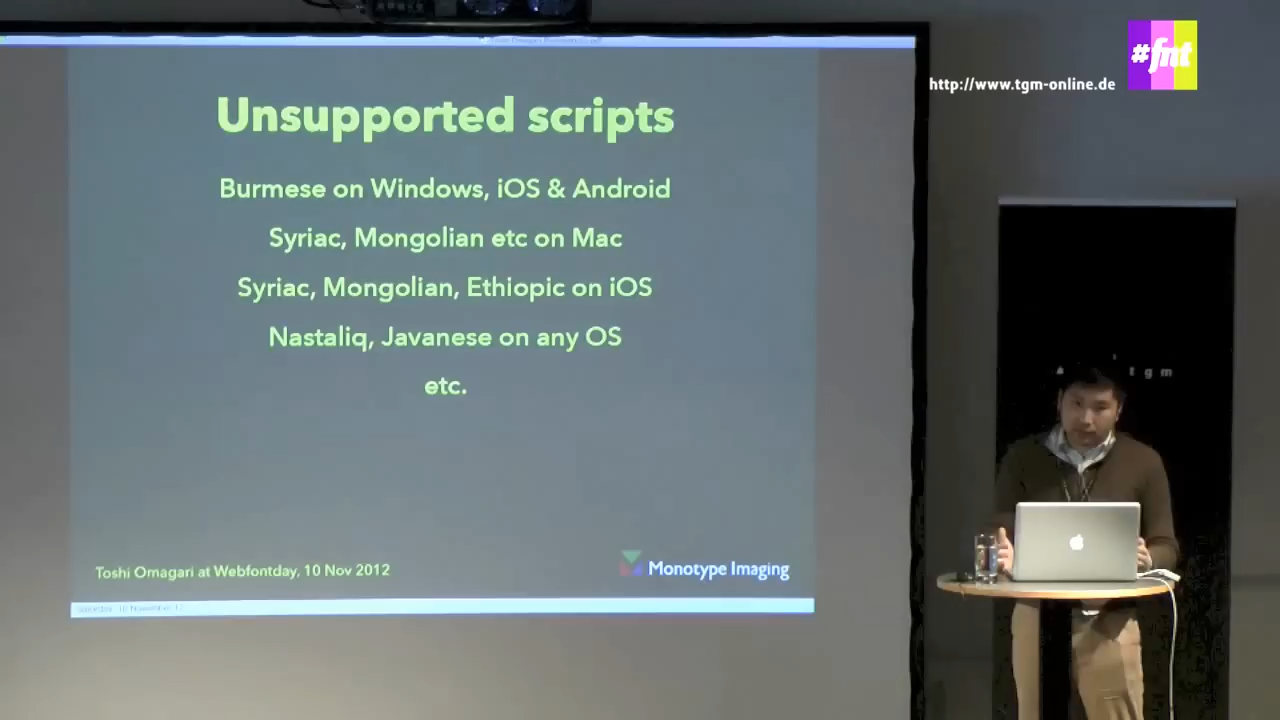 Unsupported scripts
Burmese on Windows, iOS & Android
Syriac, Mongolian etc on Mac
Syriac, Mongolian, Ethiopic on iOS
Nastaliq, Javanese on any OS
etc.
Toshi Omagari at Webfontday, 10 Nov 2012
Monotype Imaging
http://www.tgm-online.de
#fnt
tgm